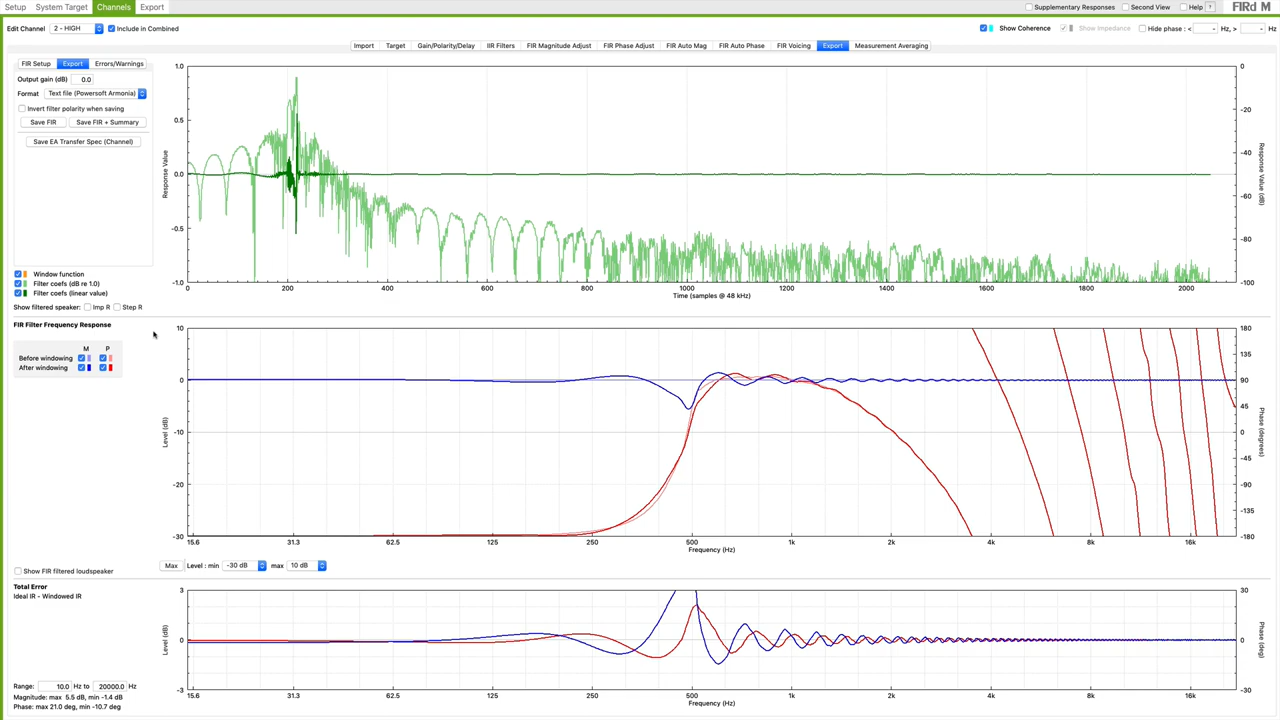 Setup System Target Channels Export
Supplementary Responses Second View Help ? FIRd M
Edit Channel 2 - HIGH Include in Combined
Show Coherence Show Impedance Hide phase : < - Hz, > - Hz
Import Target Gain/Polarity/Delay IIR Filters FIR Magnitude Adjust FIR Phase Adjust FIR Auto Mag FIR Auto Phase FIR Voicing Export Measurement Averaging
FIR Setup Export Errors/Warnings
Output gain (dB) 0.0
Format Text file (Powersoft Armonia)
Invert filter polarity when saving
Save FIR Save FIR + Summary
Save EA Transfer Spec (Channel)
Window function
Filter coefs (dB re 1.0)
Filter coefs (linear value)
Show filtered speaker: Imp R Step R
1.0
0.5
0.0
-0.5
-1.0
Response Value
0
-20
-40
-60
-80
-100
Response Value (dB)
0 200 400 600 800 1000 1200 1400 1600 1800 2000
Time (samples @ 48 kHz)
FIR Filter Frequency Response
M P
Before windowing
After windowing
10
0
-10
-20
-30
Level (dB)
180
135
90
45
0
-45
-90
-135
-180
Phase (degrees)
15.6 31.3 62.5 125 250 500 1k 2k 4k 8k 16k
Frequency (Hz)
Show FIR filtered loudspeaker
Max Level : min -30 dB max 10 dB
Total Error
Ideal IR - Windowed IR
3
0
-3
Level (dB)
30
0
-30
Phase (deg)
15.6 31.3 62.5 125 250 500 1k 2k 4k 8k 16k
Frequency (Hz)
Range: 10.0 Hz to 20000.0 Hz
Magnitude: max 5.5 dB, min -1.4 dB
Phase: max 21.0 deg, min -10.7 deg